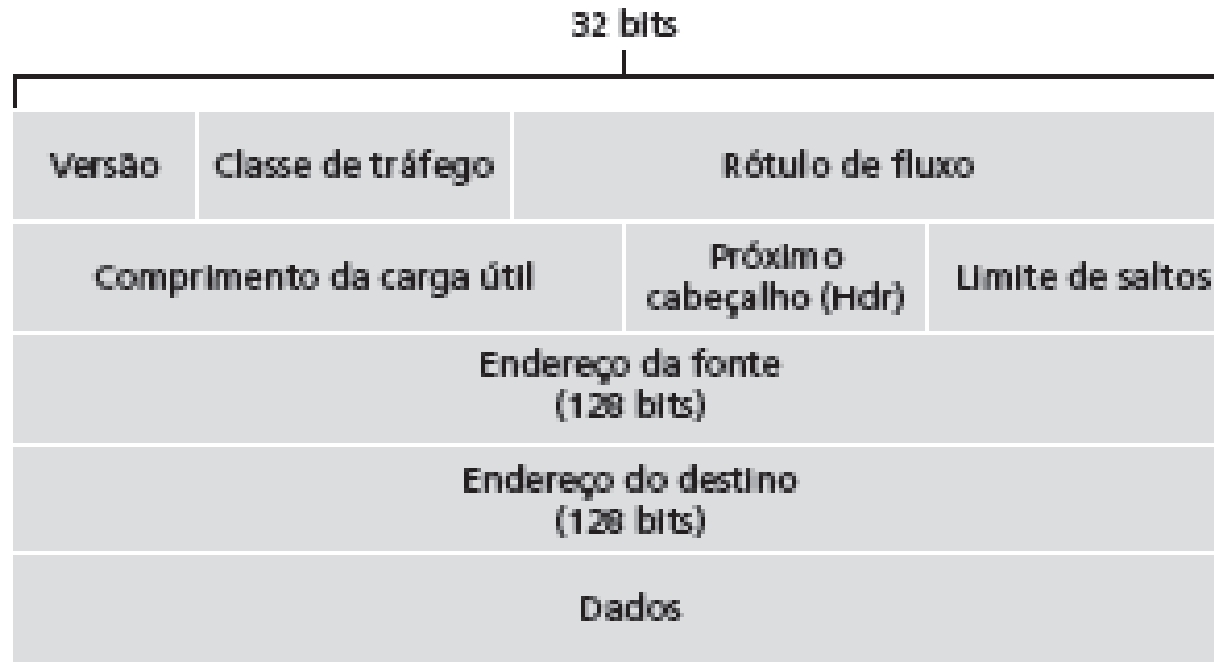 32 bits
Versão
Classe de tráfego
Rótulo de fluxo
Comprimento da carga útil
Próximo
cabeçalho (Hdr)
Limite de saltos
Endereço da fonte
(128 bits)
Endereço do destino
(128 bits)
Dados